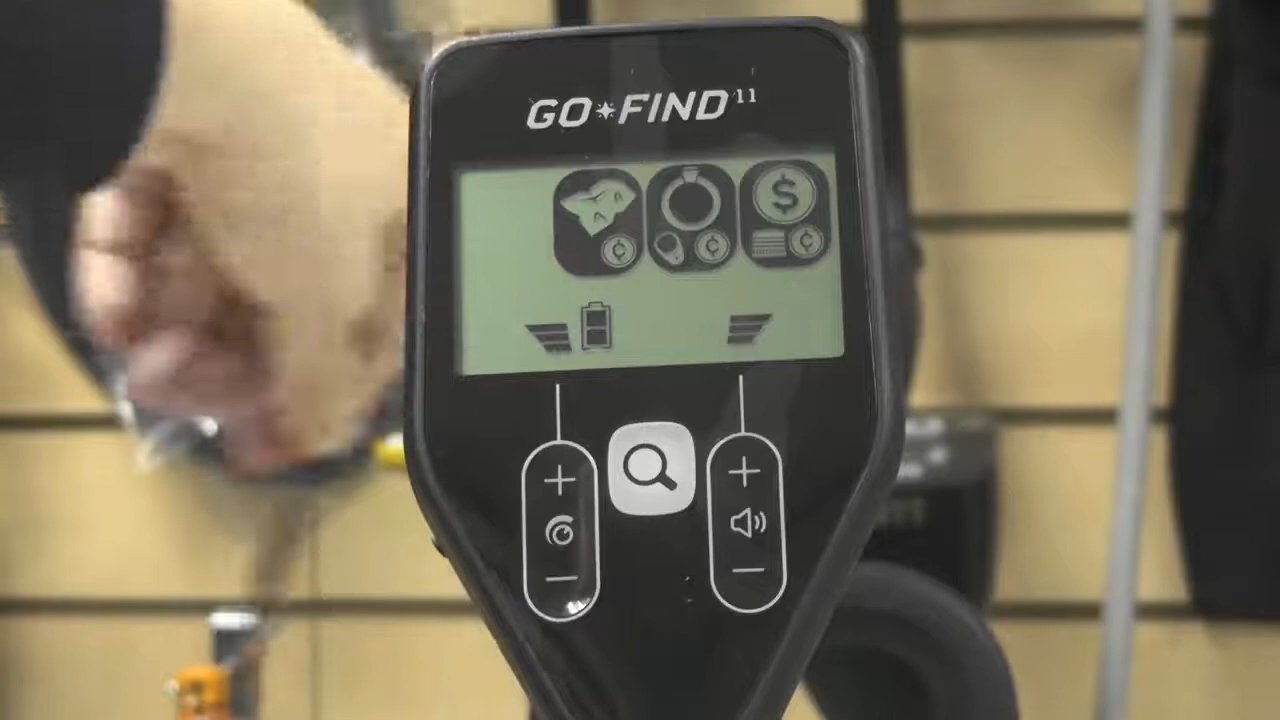 GO FIND 11
$
¢ ¢ ¢
+ +
− −